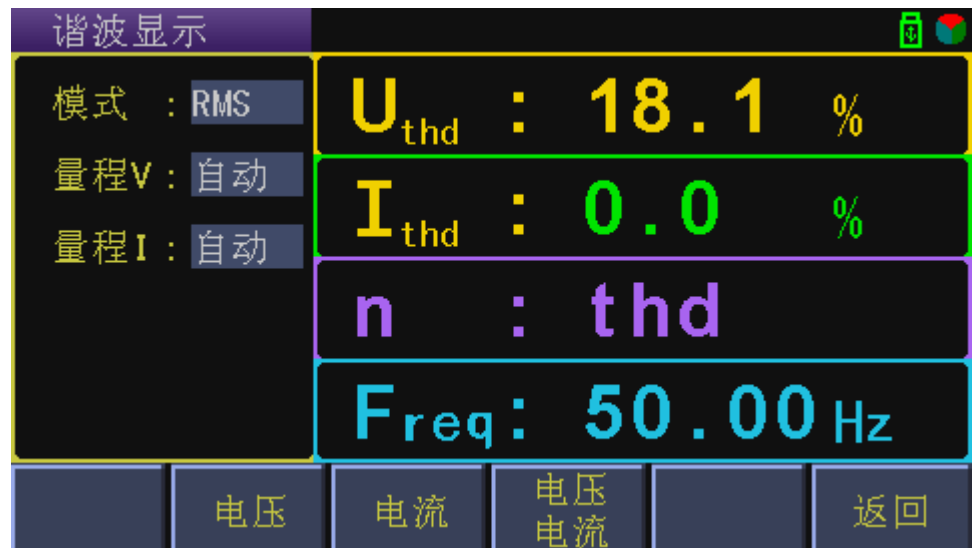 谐波显示
模式 : RMS
量程V : 自动
量程I : 自动
Uthd : 18.1 %
Ithd : 0.0 %
n : thd
Freq : 50.00 Hz
电压
电流
电压
电流
返回